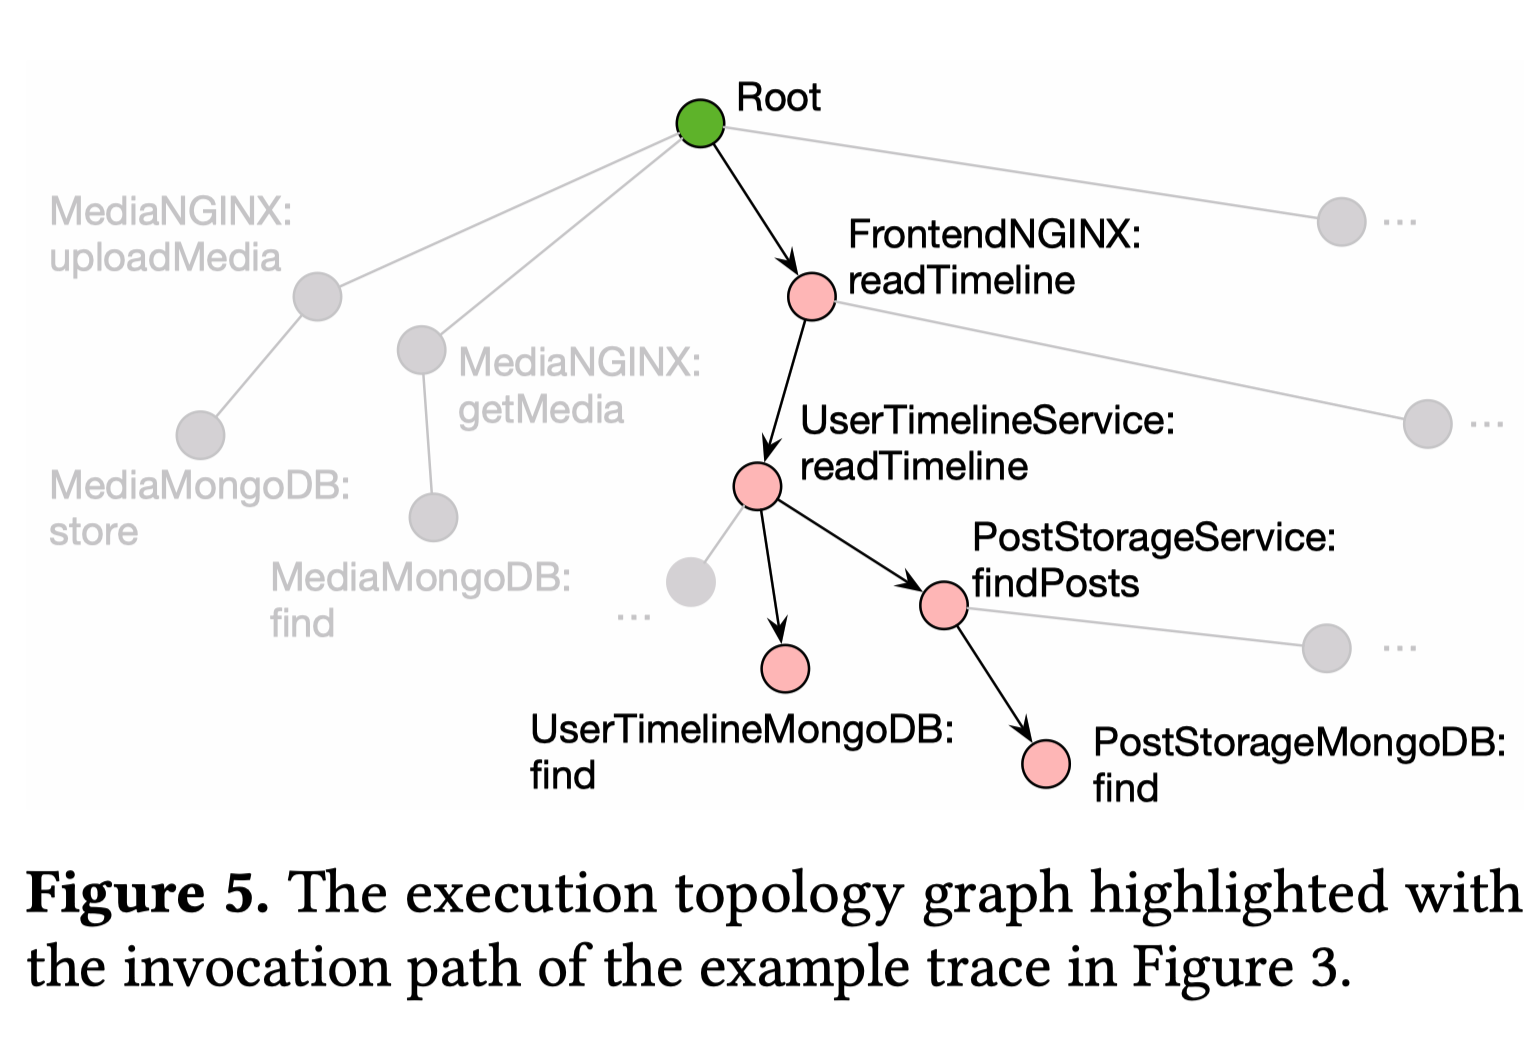 Root
MediaNGINX:
uploadMedia
...
FrontendNGINX:
readTimeline
MediaNGINX:
getMedia
...
UserTimelineService:
readTimeline
MediaMongoDB:
store
PostStorageService:
findPosts
MediaMongoDB:
find
...
...
UserTimelineMongoDB:
find
PostStorageMongoDB:
find
Figure 5. The execution topology graph highlighted with
the invocation path of the example trace in Figure 3.